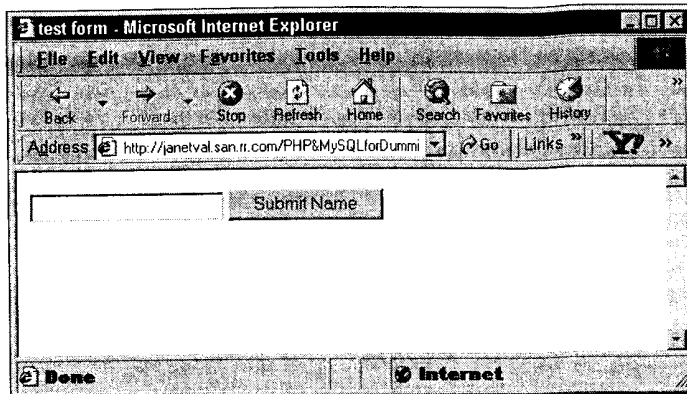 test form - Microsoft Internet Explorer
File Edit View Favorites Tools Help
Back Forward Stop Refresh Home Search Favorites History »
Address http://janetval.san.rr.com/PHP&MySQLforDummi Go Links » Y! »
Submit Name
Done Internet